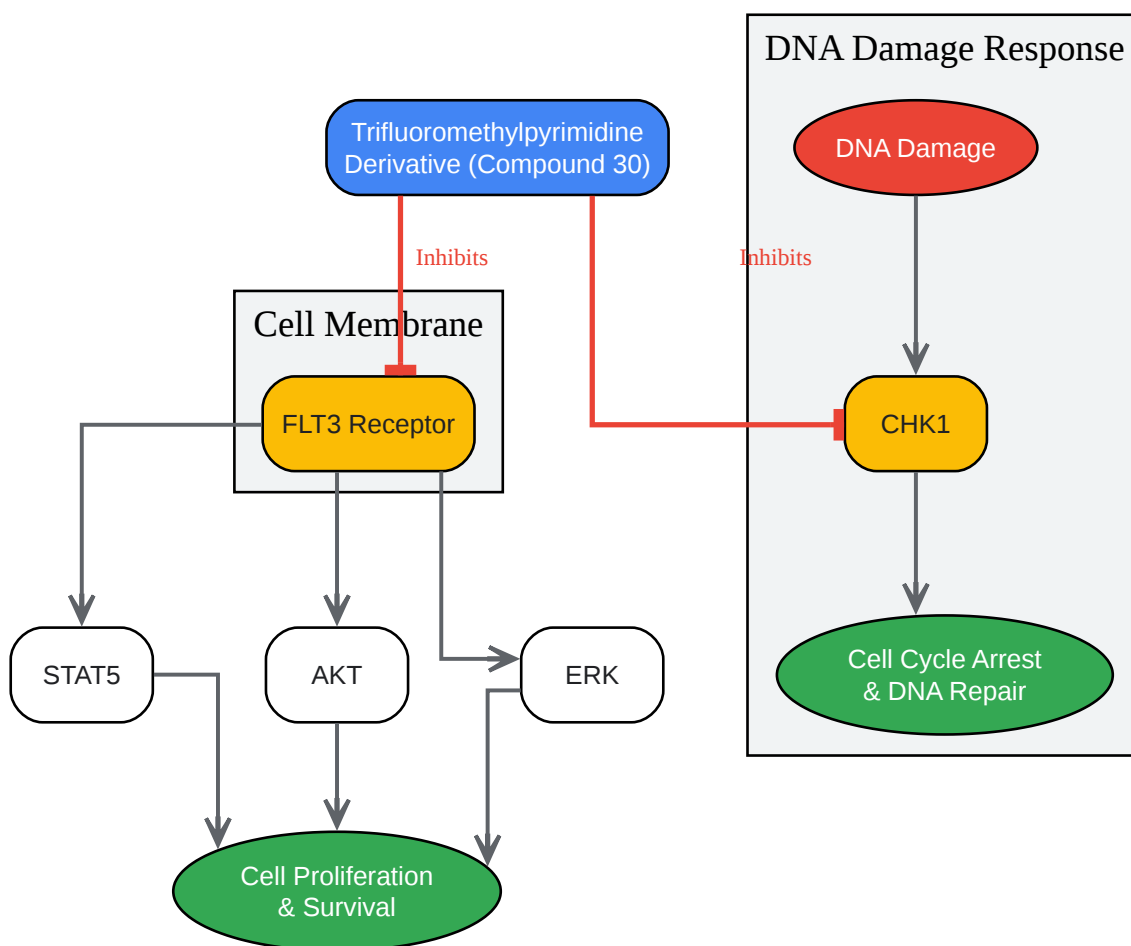 DNA Damage Response
Trifluoromethylpyrimidine
Derivative (Compound 30)
DNA Damage
Inhibits
Inhibits
Cell Membrane
FLT3 Receptor
CHK1
STAT5
AKT
ERK
Cell Cycle Arrest
& DNA Repair
Cell Proliferation
& Survival